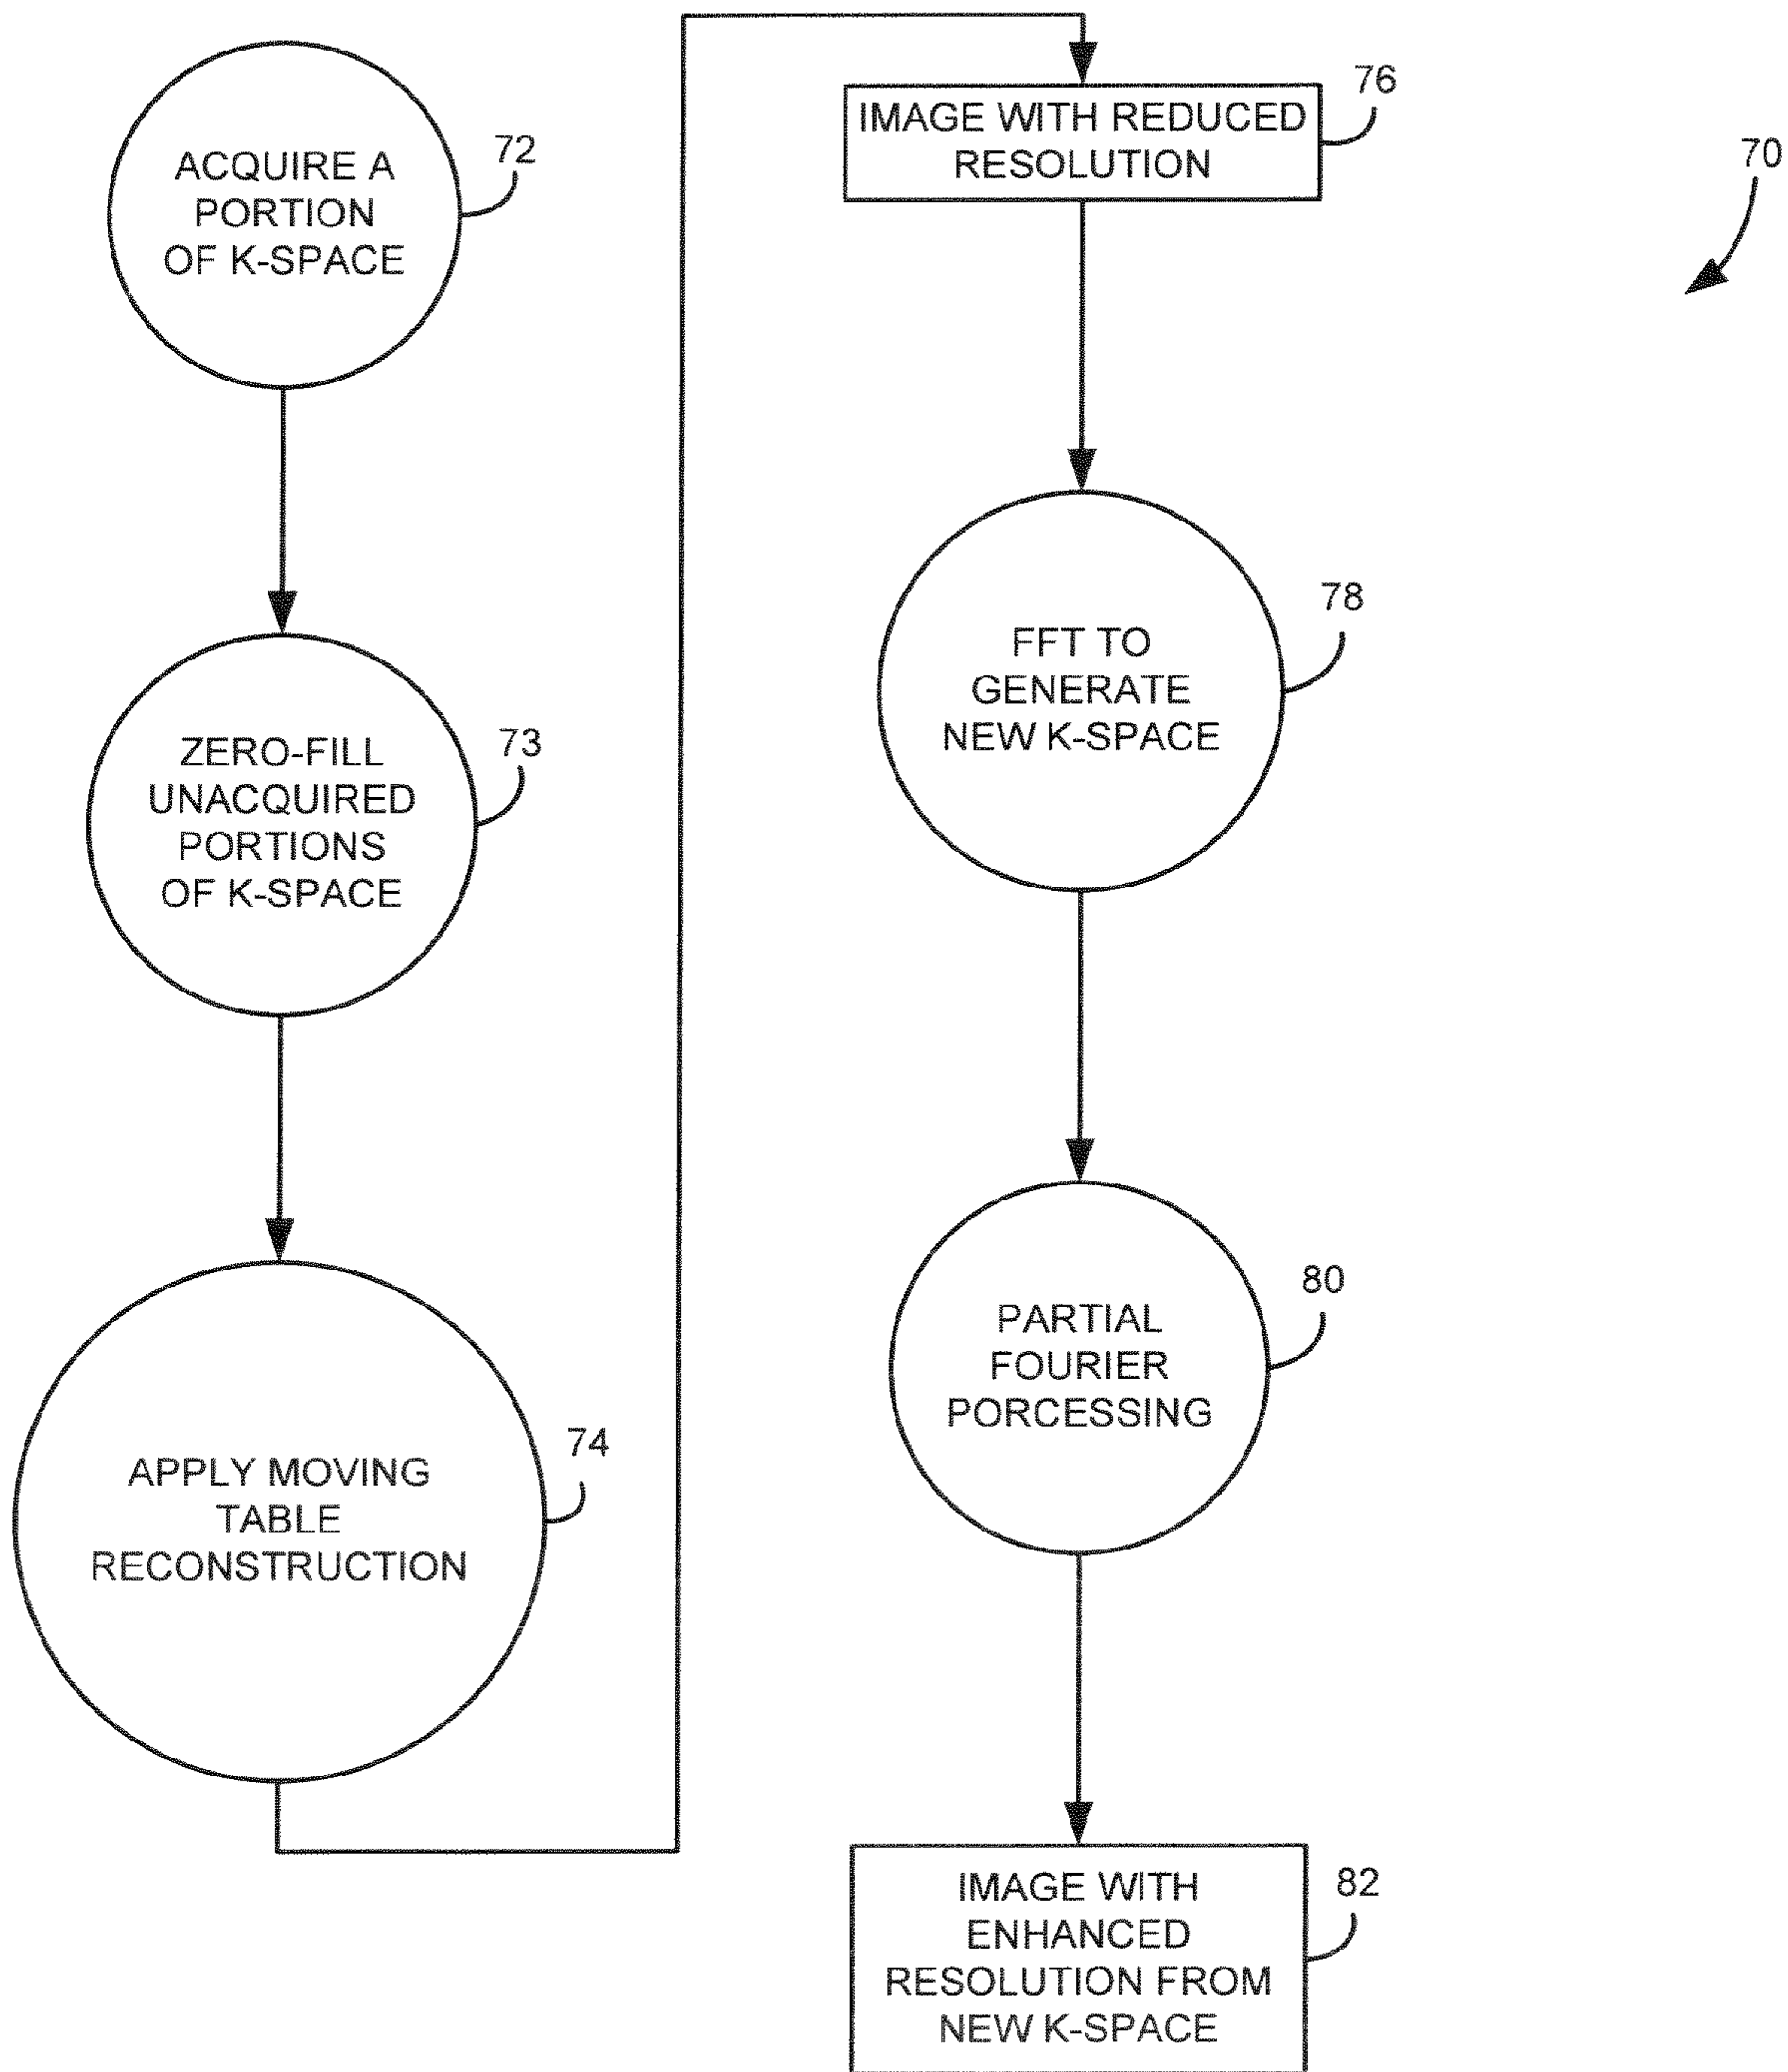 ACQUIRE A
PORTION
OF K-SPACE
72
ZERO-FILL
UNACQUIRED
PORTIONS
OF K-SPACE
73
APPLY MOVING
TABLE
RECONSTRUCTION
74
IMAGE WITH REDUCED
RESOLUTION
76
70
FFT TO
GENERATE
NEW K-SPACE
78
PARTIAL
FOURIER
PORCESSING
80
IMAGE WITH
ENHANCED
RESOLUTION FROM
NEW K-SPACE
82